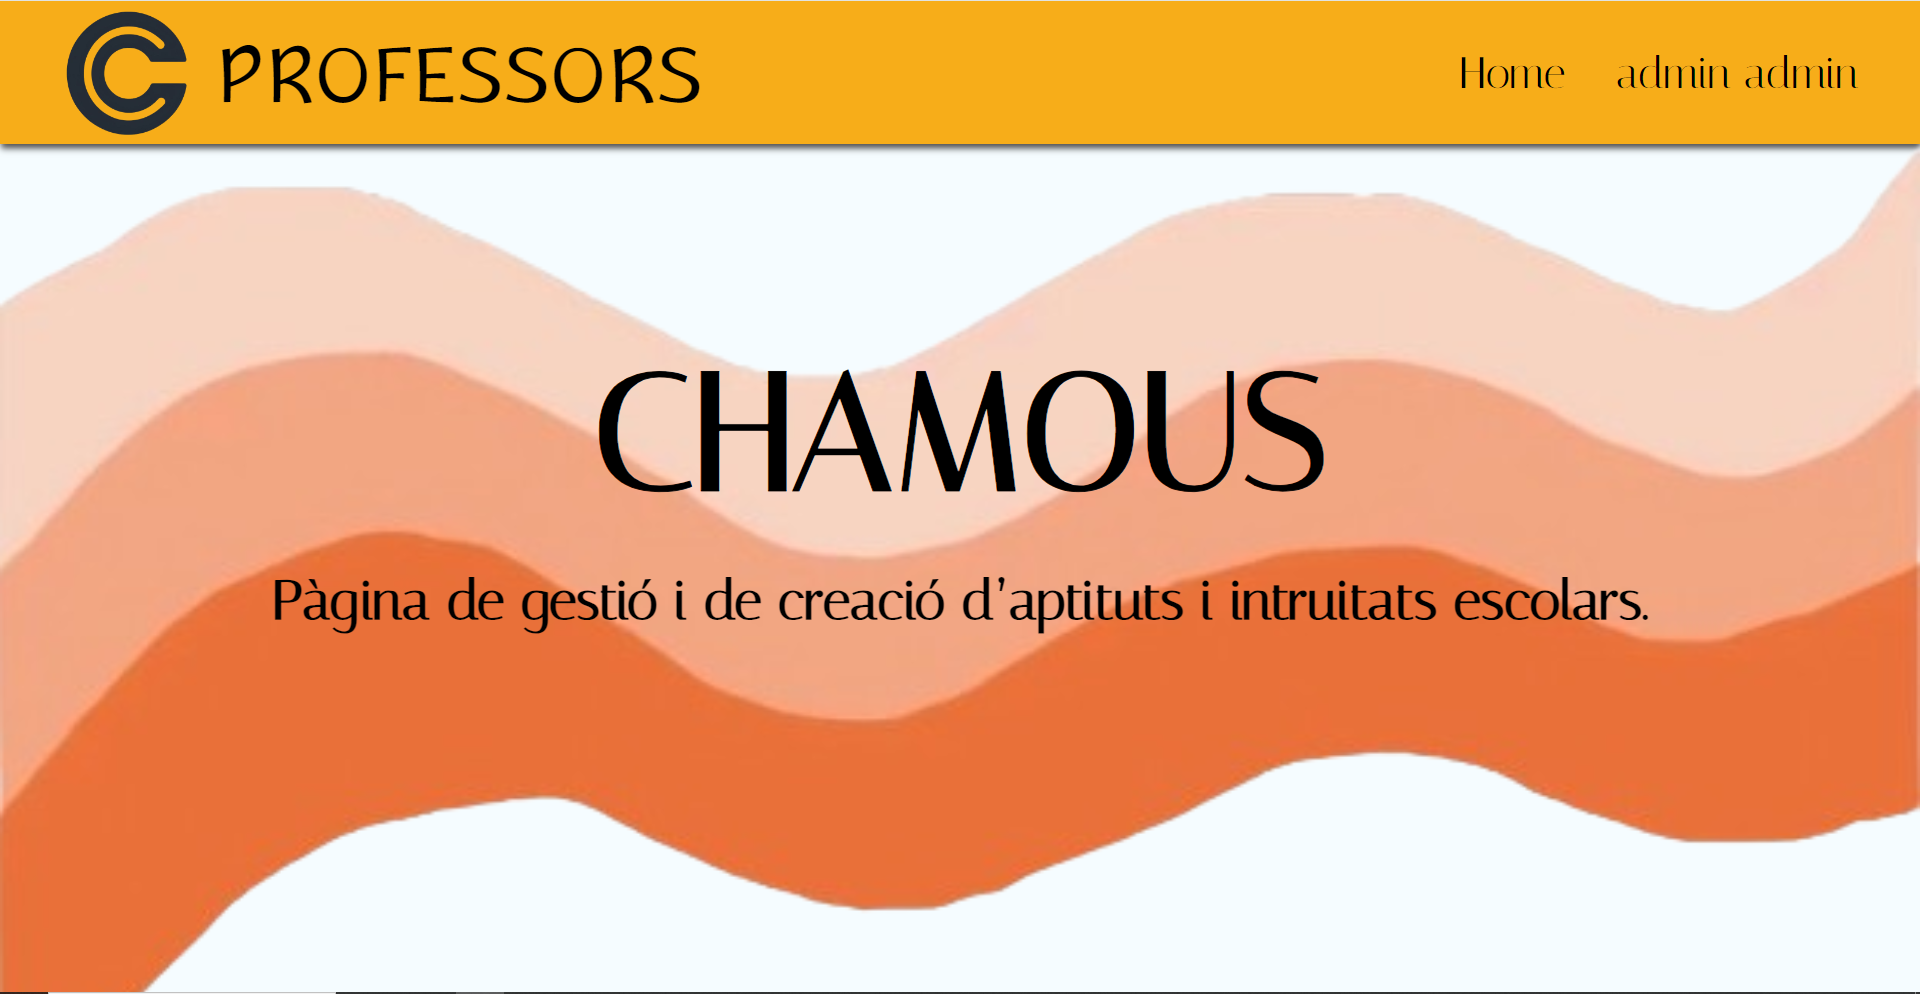 PROFESSORS
Home admin admin
CHAMOUS
Pàgina de gestió i de creació d'aptituts i intruitats escolars.